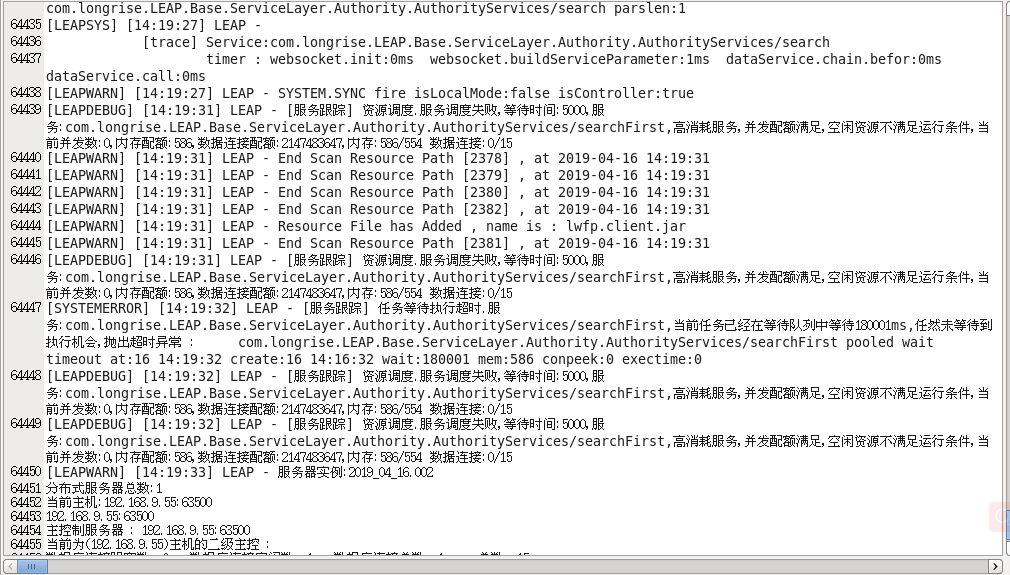 com.longrise.LEAP.Base.ServiceLayer.Authority.AuthorityServices/search parslen:1
64435 [LEAPSYS] [14:19:27] LEAP -
64436 [trace] Service:com.longrise.LEAP.Base.ServiceLayer.Authority.AuthorityServices/search
64437 timer : websocket.init:0ms  websocket.buildServiceParameter:1ms  dataService.chain.befor:0ms
dataService.call:0ms
64438 [LEAPWARN] [14:19:27] LEAP - SYSTEM.SYNC fire isLocalMode:false isController:true
64439 [LEAPDEBUG] [14:19:31] LEAP - [服务跟踪] 资源调度.服务调度失败,等待时间:5000,服
务:com.longrise.LEAP.Base.ServiceLayer.Authority.AuthorityServices/searchFirst,高消耗服务,并发配额满足,空闲资源不满足运行条件,当
前并发数:0,内存配额:586,数据连接配额:2147483647,内存:586/554 数据连接:0/15
64440 [LEAPWARN] [14:19:31] LEAP - End Scan Resource Path [2378] , at 2019-04-16 14:19:31
64441 [LEAPWARN] [14:19:31] LEAP - End Scan Resource Path [2379] , at 2019-04-16 14:19:31
64442 [LEAPWARN] [14:19:31] LEAP - End Scan Resource Path [2380] , at 2019-04-16 14:19:31
64443 [LEAPWARN] [14:19:31] LEAP - End Scan Resource Path [2382] , at 2019-04-16 14:19:31
64444 [LEAPWARN] [14:19:31] LEAP - Resource File has Added , name is : lwfp.client.jar
64445 [LEAPWARN] [14:19:31] LEAP - End Scan Resource Path [2381] , at 2019-04-16 14:19:31
64446 [LEAPDEBUG] [14:19:31] LEAP - [服务跟踪] 资源调度.服务调度失败,等待时间:5000,服
务:com.longrise.LEAP.Base.ServiceLayer.Authority.AuthorityServices/searchFirst,高消耗服务,并发配额满足,空闲资源不满足运行条件,当
前并发数:0,内存配额:586,数据连接配额:2147483647,内存:586/554 数据连接:0/15
64447 [SYSTEMERROR] [14:19:32] LEAP - [服务跟踪] 任务等待执行超时.服
务:com.longrise.LEAP.Base.ServiceLayer.Authority.AuthorityServices/searchFirst,当前任务已经在等待队列中等待180001ms,任然未等待到
执行机会,抛出超时异常 :  com.longrise.LEAP.Base.ServiceLayer.Authority.AuthorityServices/searchFirst pooled wait
timeout at:16 14:19:32 create:16 14:16:32 wait:180001 mem:586 conpeek:0 exectime:0
64448 [LEAPDEBUG] [14:19:32] LEAP - [服务跟踪] 资源调度.服务调度失败,等待时间:5000,服
务:com.longrise.LEAP.Base.ServiceLayer.Authority.AuthorityServices/searchFirst,高消耗服务,并发配额满足,空闲资源不满足运行条件,当
前并发数:0,内存配额:586,数据连接配额:2147483647,内存:586/554 数据连接:0/15
64449 [LEAPDEBUG] [14:19:32] LEAP - [服务跟踪] 资源调度.服务调度失败,等待时间:5000,服
务:com.longrise.LEAP.Base.ServiceLayer.Authority.AuthorityServices/searchFirst,高消耗服务,并发配额满足,空闲资源不满足运行条件,当
前并发数:0,内存配额:586,数据连接配额:2147483647,内存:586/554 数据连接:0/15
64450 [LEAPWARN] [14:19:33] LEAP - 服务器实例:2019_04_16.002
64451 分布式服务器总数:1
64452 当前主机:192.168.9.55:63500
64453 192.168.9.55:63500
64454 主控制服务器 : 192.168.9.55:63500
64455 当前为(192.168.9.55)主机的二级主控 :